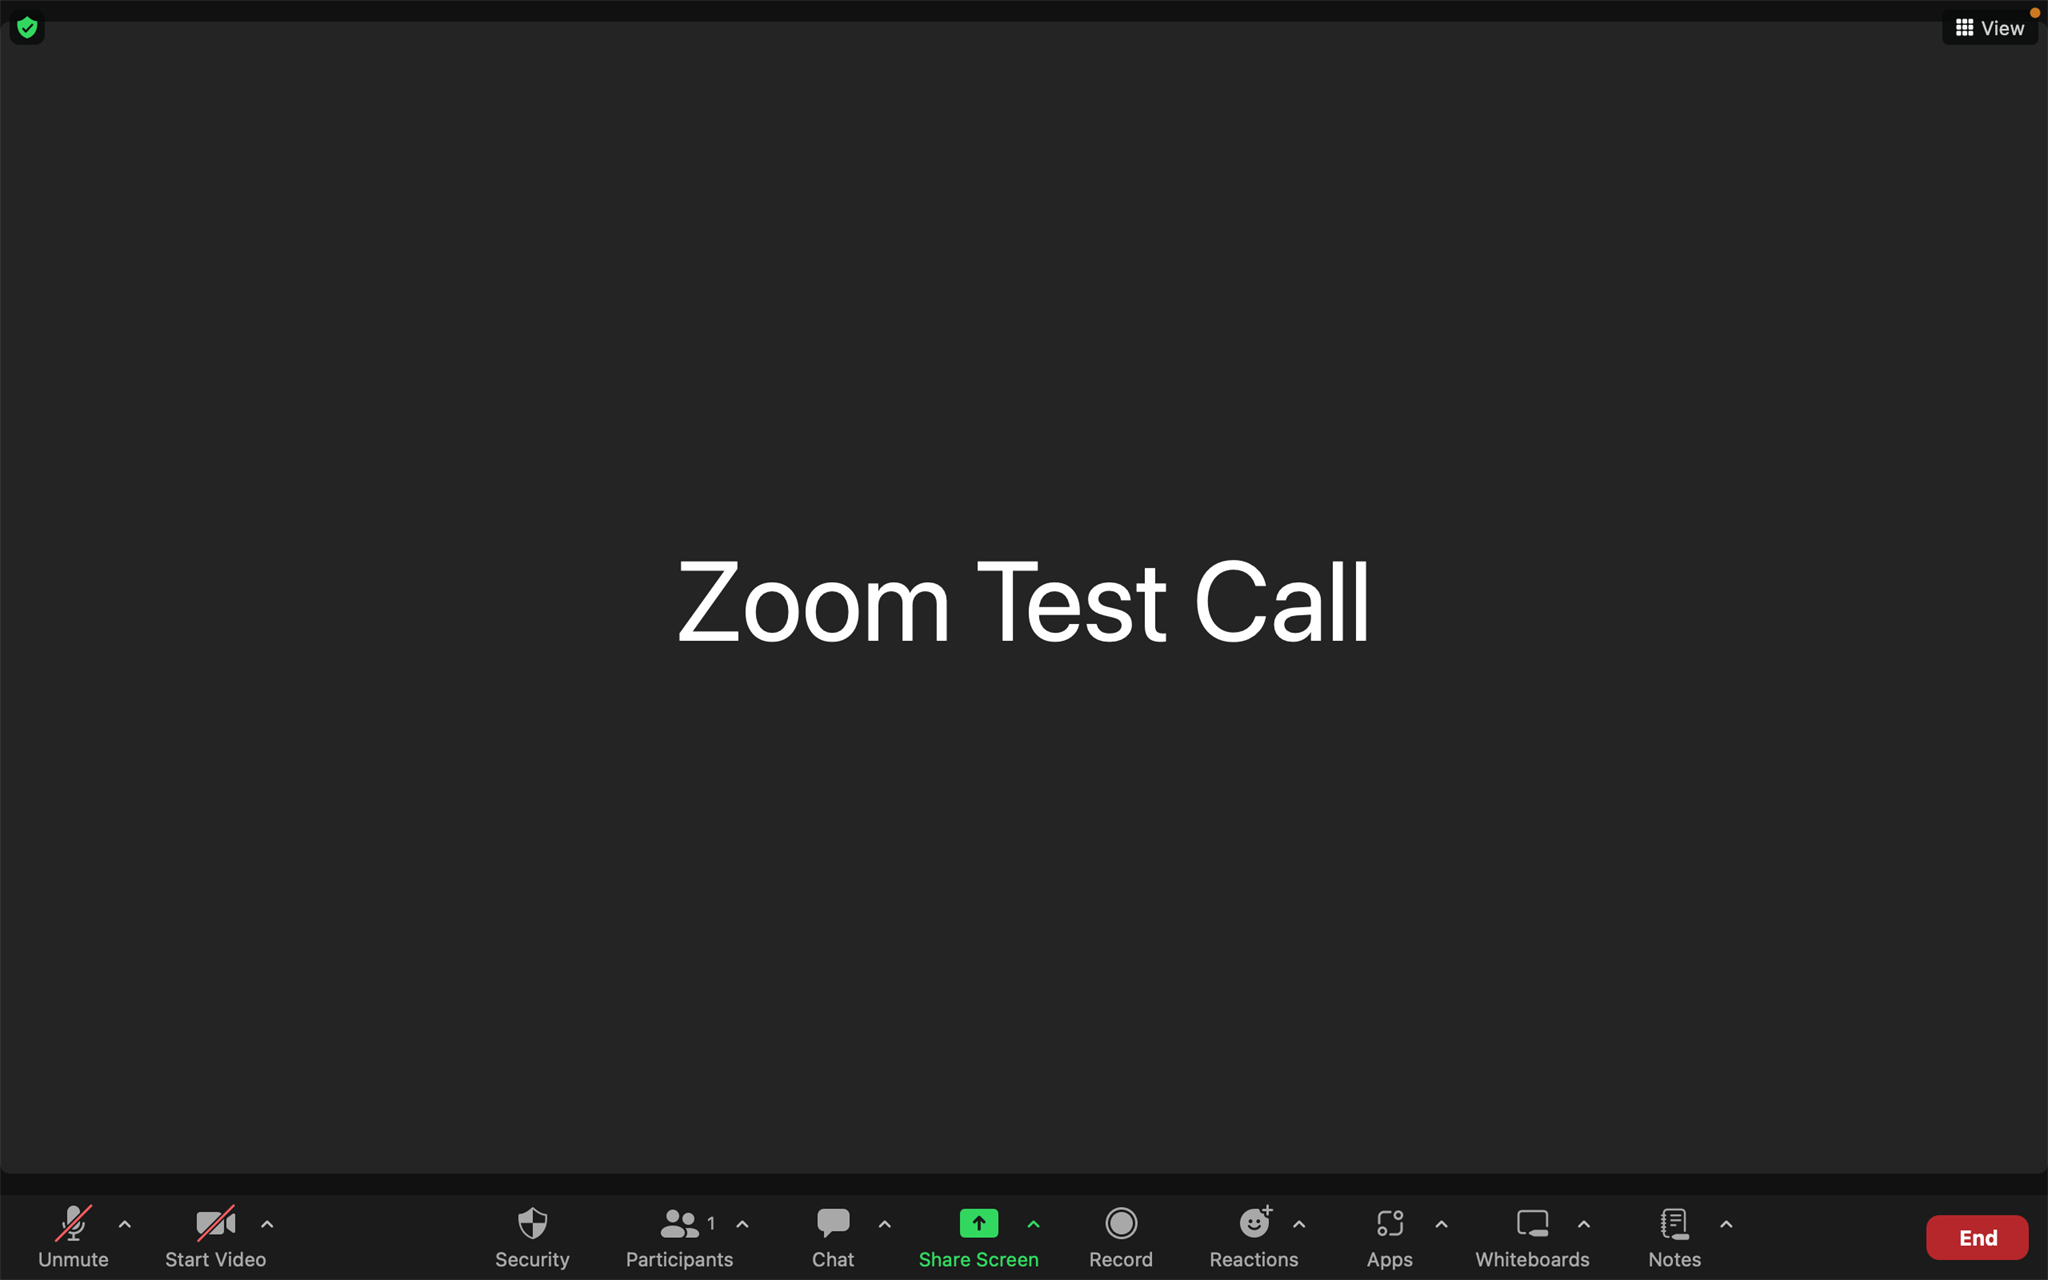 View
Zoom Test Call
Unmute
Start Video
Security
1
Participants
Chat
Share Screen
Record
Reactions
Apps
Whiteboards
Notes
End